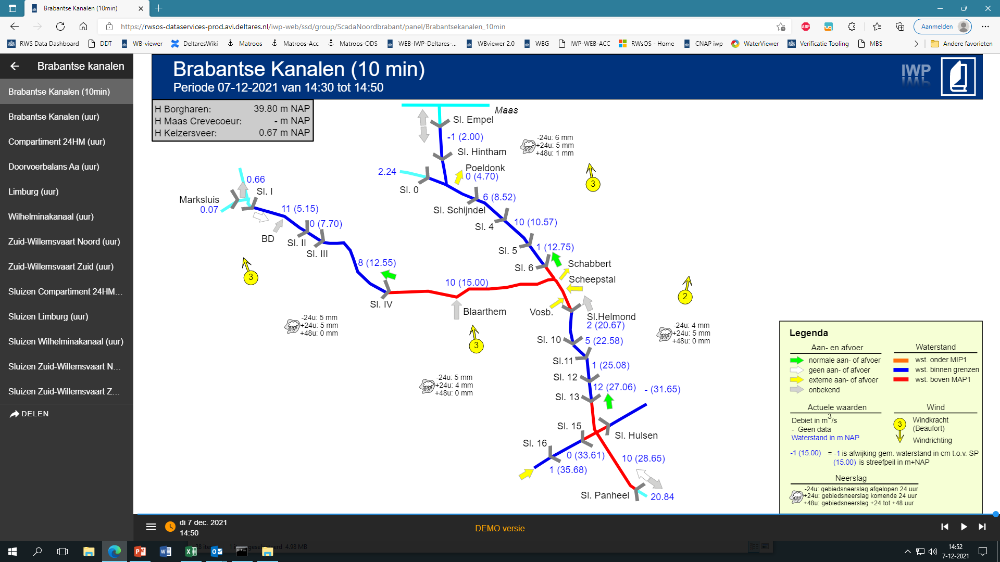 Brabantse Kanalen (10min)
https://rwsos-dataservices-prod.avi.deltares.nl/iwp-web/ssd/group/ScadaNoordbrabant/panel/Brabantsekanalen_10min
ABP
Aanmelden
RWS Data Dashboard
DDT
WB-viewer
DeltaresWiki
Matroos
Matroos-Acc
Matroos-ODS
WEB-IWP-Deltares-...
WBviewer 2.0
WBG
IWP-WEB-ACC
RWsOS - Home
CNAP iwp
WaterViewer
Verificatie Tooling
MBS
Andere favorieten
Brabantse kanalen
Brabantse Kanalen (10min)
Brabantse Kanalen (uur)
Compartiment 24HM (uur)
Doorvoerbalans Aa (uur)
Limburg (uur)
Wilhelminakanaal (uur)
Zuid-Willemsvaart Noord (uur)
Zuid-Willemsvaart Zuid (uur)
Sluizen Compartiment 24HM...
Sluizen Limburg (uur)
Sluizen Wilhelminakanaal (uur)
Sluizen Zuid-Willemsvaart N...
Sluizen Zuid-Willemsvaart Z...
DELEN
Brabantse Kanalen (10 min)
Periode 07-12-2021 van 14:30 tot 14:50
IWP
H Borgharen: 39.80 m NAP
H Maas Crevecoeur: - m NAP
H Keizersveer: 0.67 m NAP
Maas
Sl. Empel
-1 (2.00)
Sl. Hintham
-24u: 6 mm
+24u: 5 mm
+48u: 1 mm
2.24
Poeldonk
0 (4.70)
Sl. 0
3
0.66
Sl. I
Marksluis
0.07
6 (8.52)
Sl. Schijndel
11 (5.15)
0 (7.70)
BD
Sl. II
Sl. III
Sl. 4
10 (10.57)
Sl. 5
1 (12.75)
Sl. 6
Schabbert
Scheepstal
8 (12.55)
3
10 (15.00)
Sl. IV
Blaarthem
Vosb.
Sl.Helmond
2 (20.67)
2
-24u: 5 mm
+24u: 5 mm
+48u: 0 mm
3
-24u: 4 mm
+24u: 5 mm
+48u: 0 mm
Sl. 10
5 (22.58)
Sl.11
1 (25.08)
Sl. 12
12 (27.06)
- (31.65)
Sl. 13
-24u: 5 mm
+24u: 4 mm
+48u: 0 mm
Sl. 15
Sl. Hulsen
Sl. 16
0 (33.61)
10 (28.65)
1 (35.68)
Sl. Panheel
20.84
Legenda
Aan- en afvoer
normale aan- of afvoer
geen aan- of afvoer
externe aan- of afvoer
onbekend
Waterstand
wst. onder MIP1
wst. binnen grenzen
wst. boven MAP1
Actuele waarden
Debiet in m3/s
- Geen data
Waterstand in m NAP
Wind
3
Windkracht
(Beaufort)
Windrichting
-1 (15.00) = -1 is afwijking gem. waterstand in cm t.o.v. SP
(15.00) is streefpeil in m+NAP
Neerslag
-24u: gebiedsneerslag afgelopen 24 uur
+24u: gebiedsneerslag komende 24 uur
+48u: gebiedsneerslag +24 tot +48 uur
di 7 dec. 2021
14:50
DEMO versie
4.98 MB
14:52
7-12-2021